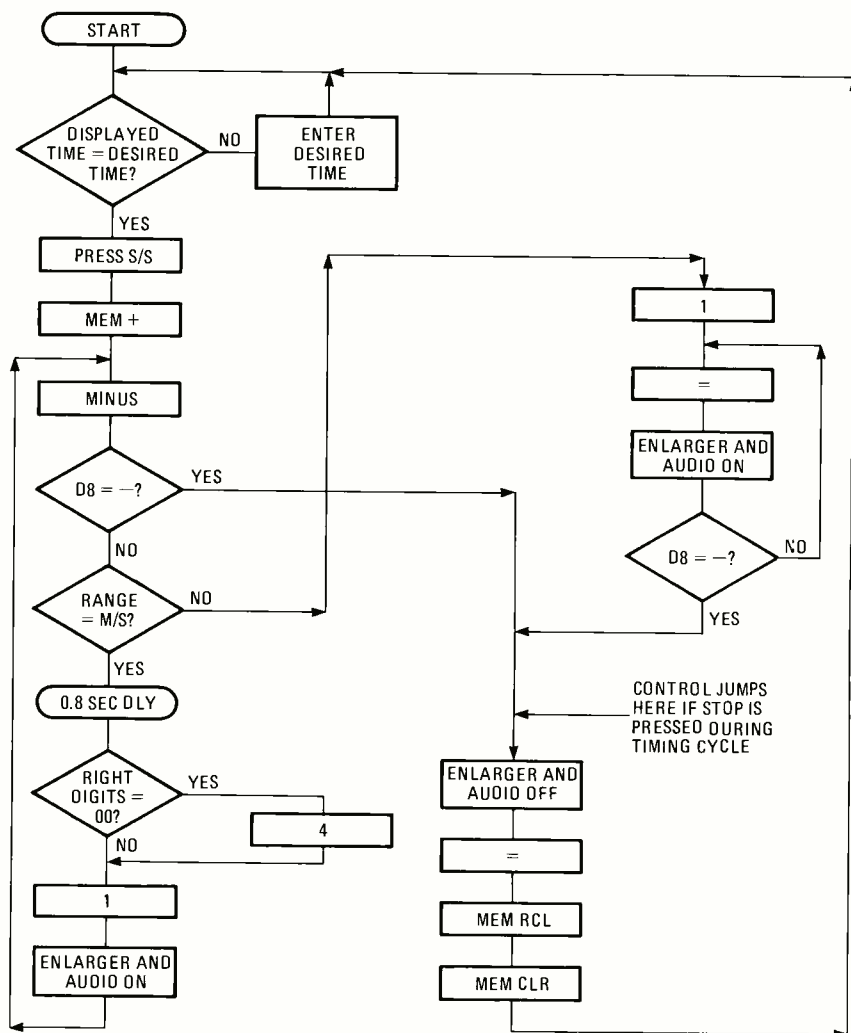 START
DISPLAYED
TIME = DESIRED
TIME?
NO
ENTER
DESIRED
TIME
YES
PRESS S/S
MEM +
MINUS
D8 = —?
YES
NO
RANGE
= M/S?
NO
YES
0.8 SEC DLY
RIGHT
DIGITS =
00?
YES
4
NO
1
ENLARGER AND
AUDIO ON
1
=
ENLARGER AND
AUDIO ON
D8 = —?
NO
YES
CONTROL JUMPS
HERE IF STOP IS
PRESSED DURING
TIMING CYCLE
ENLARGER AND
AUDIO OFF
=
MEM RCL
MEM CLR